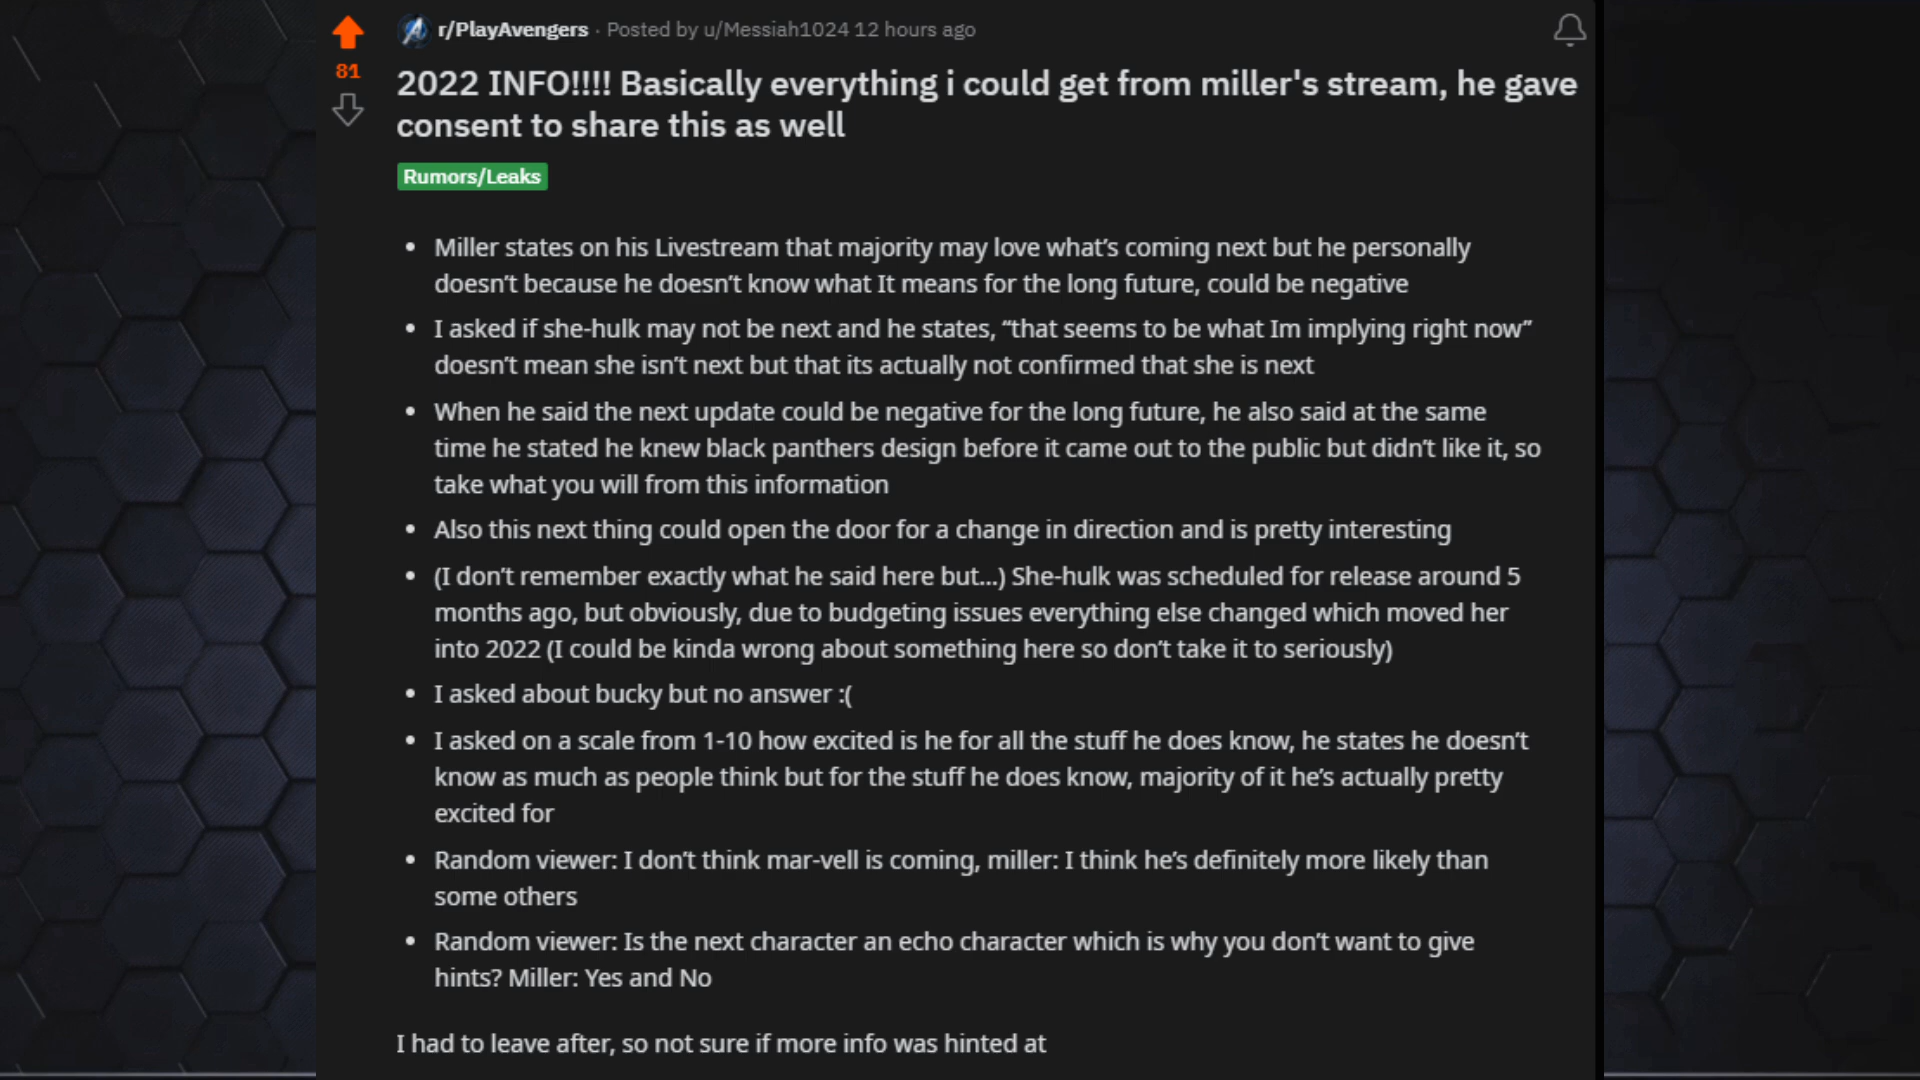 r/PlayAvengers · Posted by u/Messiah1024 12 hours ago
81
2022 INFO!!!! Basically everything i could get from miller's stream, he gave
consent to share this as well
Rumors/Leaks
• Miller states on his Livestream that majority may love what's coming next but he personally
doesn't because he doesn't know what It means for the long future, could be negative
• I asked if she-hulk may not be next and he states, “that seems to be what Im implying right now”
doesn't mean she isn't next but that its actually not confirmed that she is next
• When he said the next update could be negative for the long future, he also said at the same
time he stated he knew black panthers design before it came out to the public but didn't like it, so
take what you will from this information
• Also this next thing could open the door for a change in direction and is pretty interesting
• (I don't remember exactly what he said here but...) She-hulk was scheduled for release around 5
months ago, but obviously, due to budgeting issues everything else changed which moved her
into 2022 (I could be kinda wrong about something here so don't take it to seriously)
• I asked about bucky but no answer :(
• I asked on a scale from 1-10 how excited is he for all the stuff he does know, he states he doesn't
know as much as people think but for the stuff he does know, majority of it he's actually pretty
excited for
• Random viewer: I don't think mar-vell is coming, miller: I think he's definitely more likely than
some others
• Random viewer: Is the next character an echo character which is why you don't want to give
hints? Miller: Yes and No
I had to leave after, so not sure if more info was hinted at